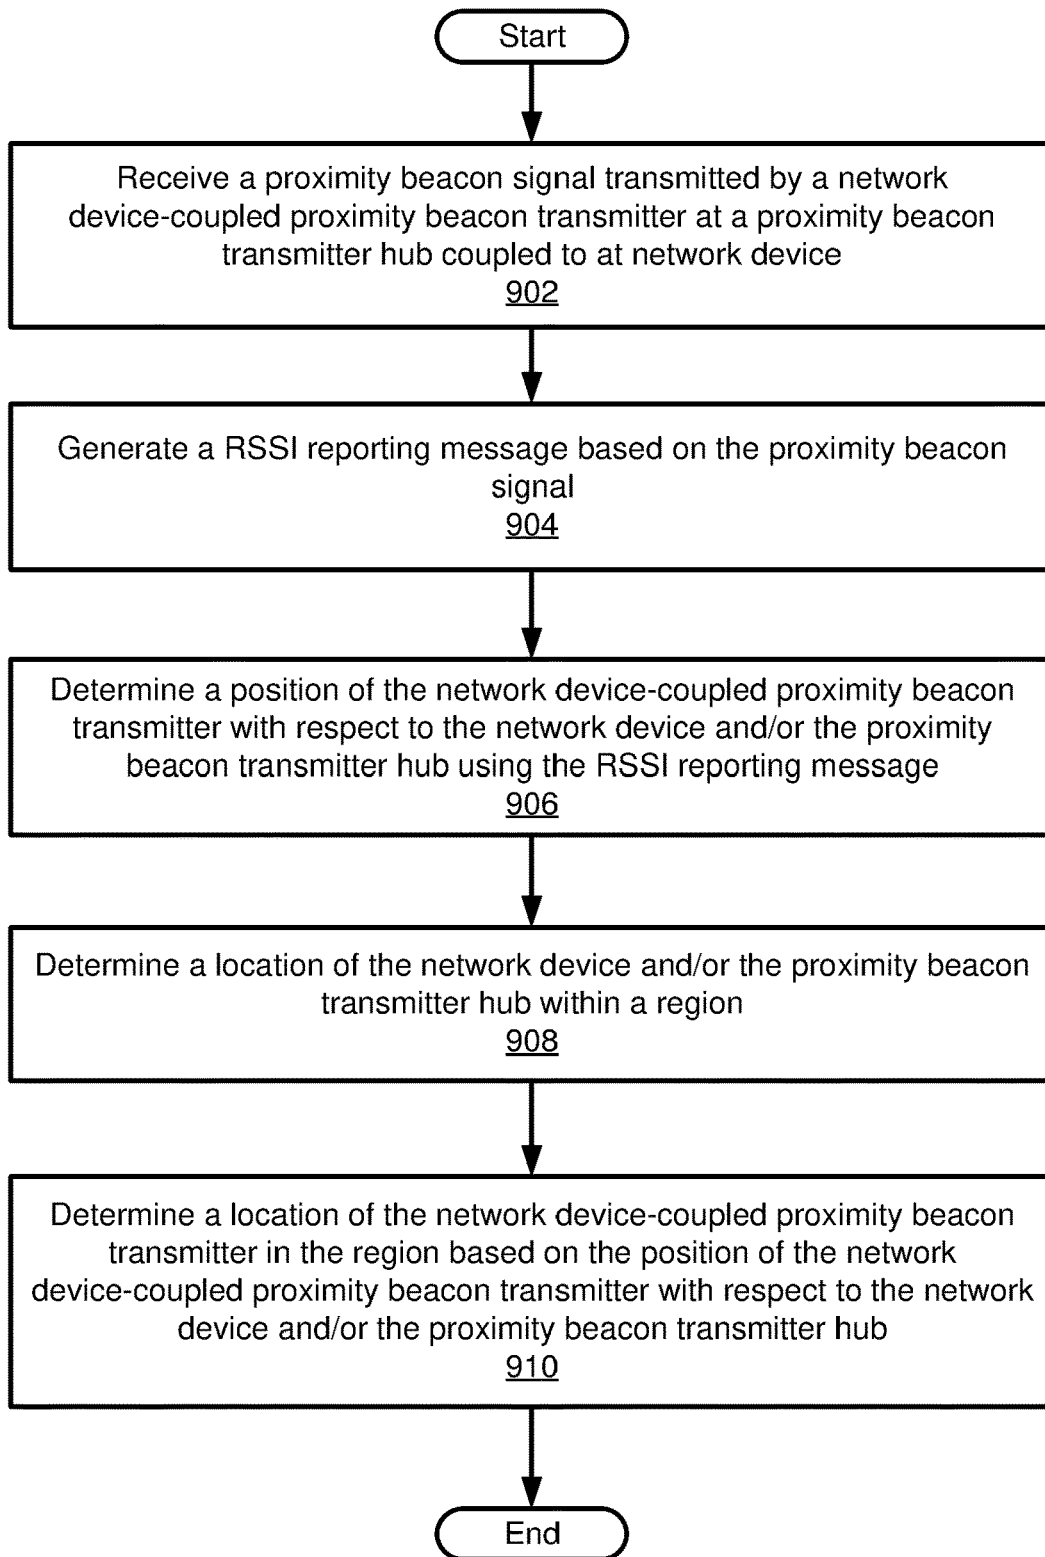 Start
Receive a proximity beacon signal transmitted by a network
device-coupled proximity beacon transmitter at a proximity beacon
transmitter hub coupled to at network device
902
Generate a RSSI reporting message based on the proximity beacon
signal
904
Determine a position of the network device-coupled proximity beacon
transmitter with respect to the network device and/or the proximity
beacon transmitter hub using the RSSI reporting message
906
Determine a location of the network device and/or the proximity beacon
transmitter hub within a region
908
Determine a location of the network device-coupled proximity beacon
transmitter in the region based on the position of the network
device-coupled proximity beacon transmitter with respect to the network
device and/or the proximity beacon transmitter hub
910
End